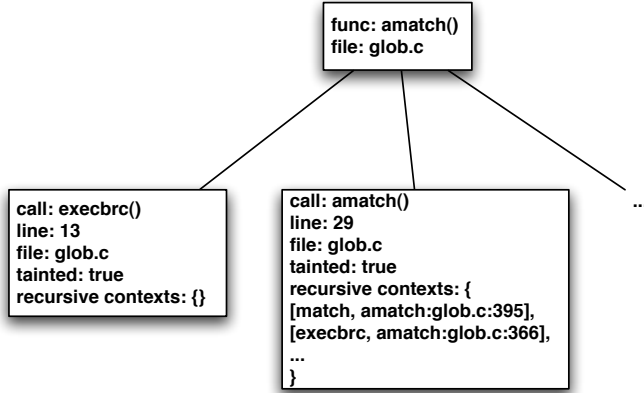 func: amatch()
file: glob.c
call: execbrc()
line: 13
file: glob.c
tainted: true
recursive contexts: {}
call: amatch()
line: 29
file: glob.c
tainted: true
recursive contexts: {
[match, amatch:glob.c:395],
[execbrc, amatch:glob.c:366],
...
}
...